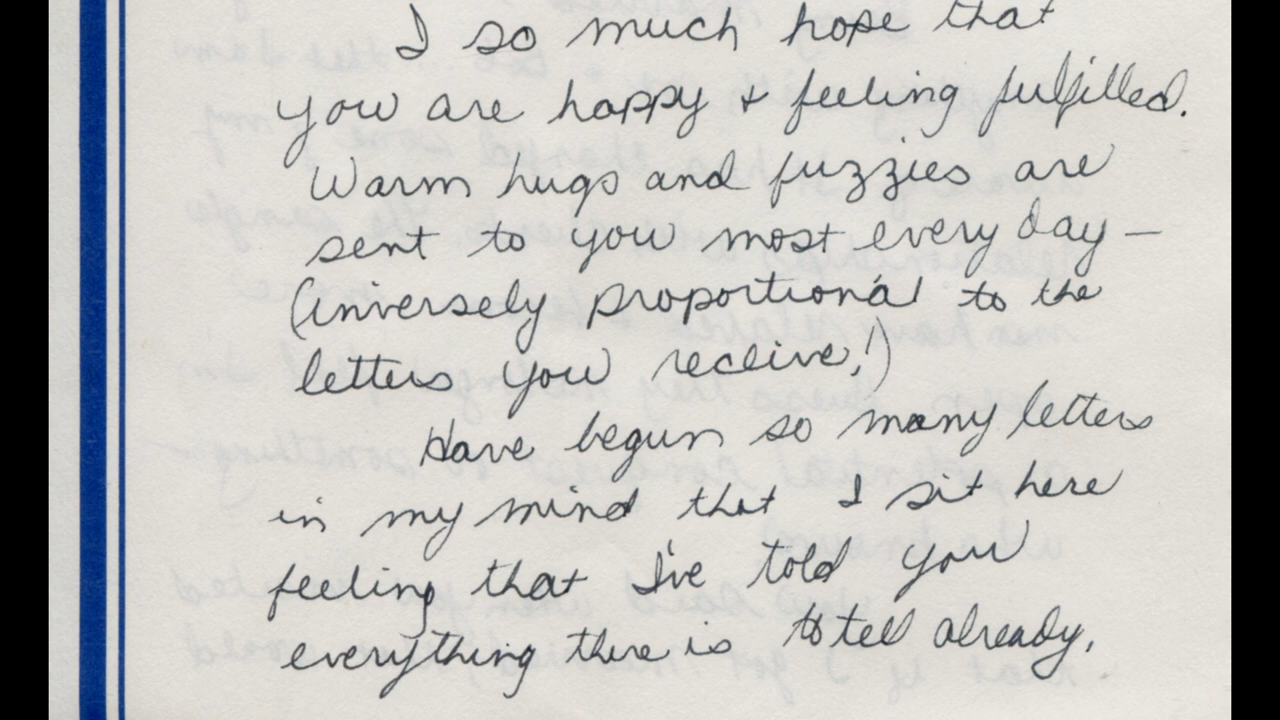 I so much hope that
you are happy & feeling fulfilled.
Warm hugs and fuzzies are
sent to you most every day —
(inversely proportional to the
letters you receive!)
Have begun so many letters
in my mind that I sit here
feeling that I've told you
everything there is to tell already.